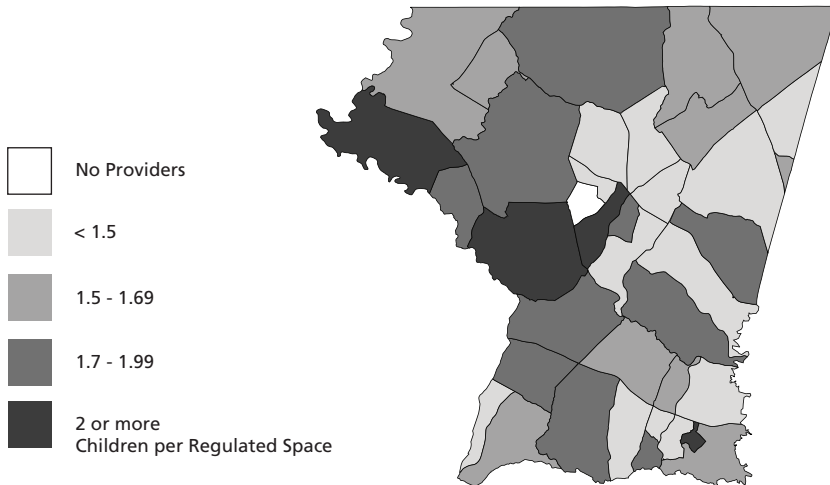 No Providers
< 1.5
1.5 - 1.69
1.7 - 1.99
2 or more
Children per Regulated Space